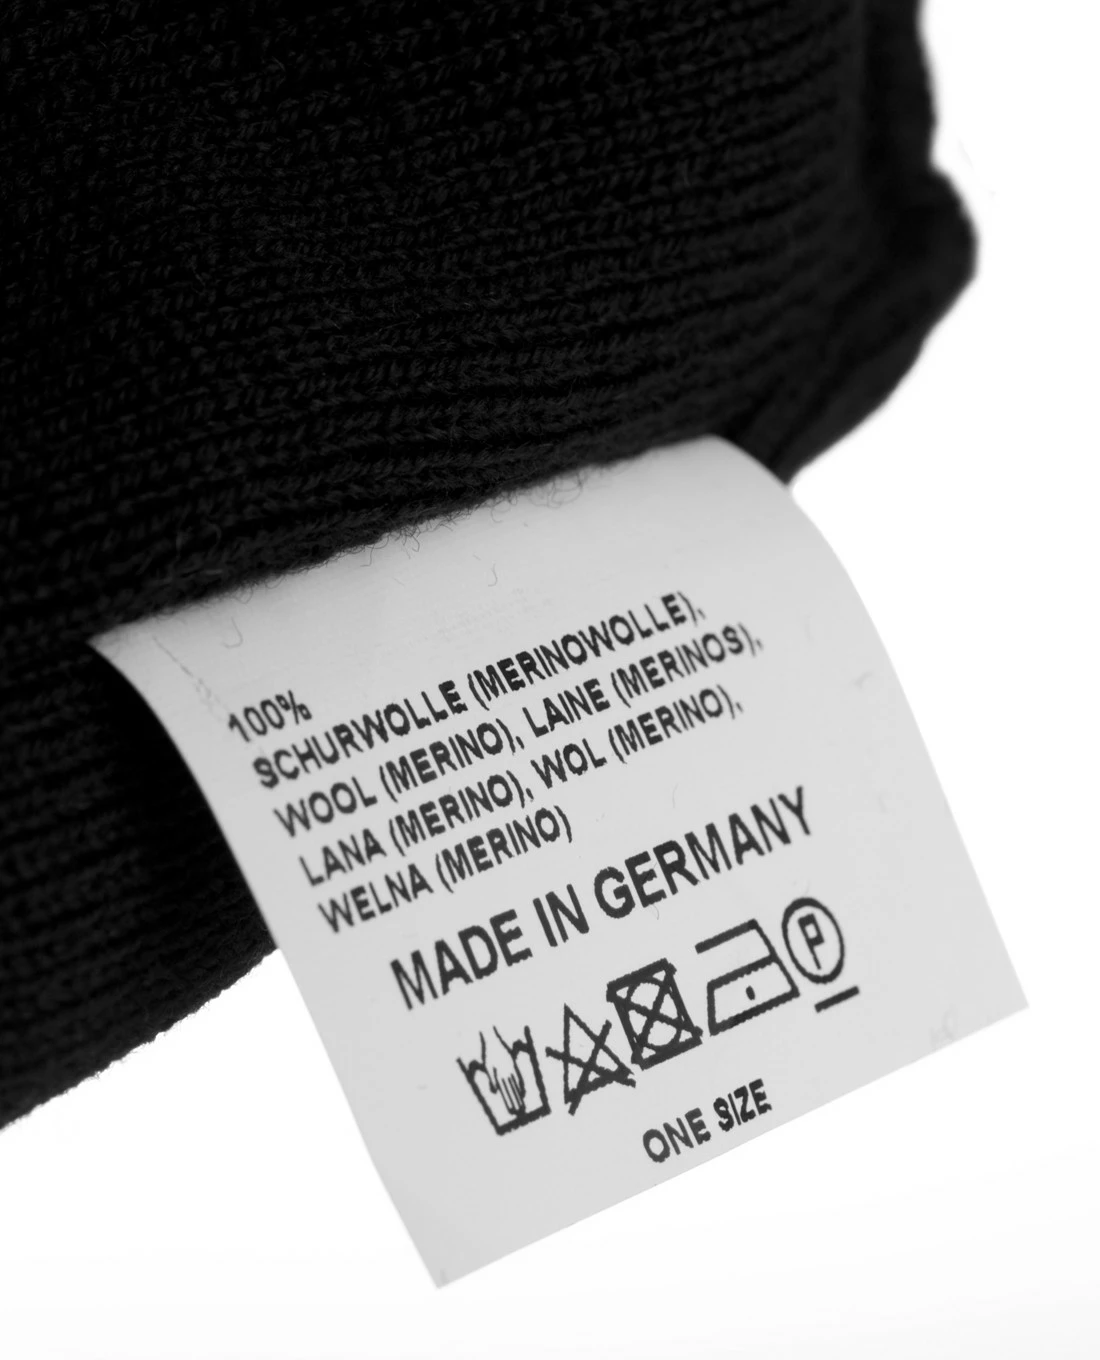 100%
SCHURWOLLE (MERINOWOLLE),
WOOL (MERINO), LAINE (MERINOS),
LANA (MERINO), WOL (MERINO),
WELNA (MERINO)
MADE IN GERMANY
P
ONE SIZE